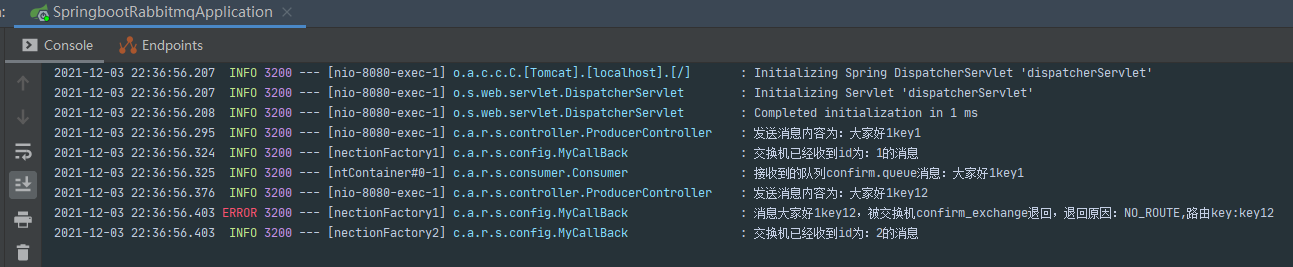 SpringbootRabbitmqApplication ×
Console Endpoints
2021-12-03 22:36:56.207 INFO 3200 --- [nio-8080-exec-1] o.a.c.c.C.[Tomcat].[localhost].[/] : Initializing Spring DispatcherServlet 'dispatcherServlet'
2021-12-03 22:36:56.207 INFO 3200 --- [nio-8080-exec-1] o.s.web.servlet.DispatcherServlet : Initializing Servlet 'dispatcherServlet'
2021-12-03 22:36:56.208 INFO 3200 --- [nio-8080-exec-1] o.s.web.servlet.DispatcherServlet : Completed initialization in 1 ms
2021-12-03 22:36:56.295 INFO 3200 --- [nio-8080-exec-1] c.a.r.s.controller.ProducerController : 发送消息内容为：大家好1key1
2021-12-03 22:36:56.324 INFO 3200 --- [nectionFactory1] c.a.r.s.config.MyCallBack : 交换机已经收到id为：1的消息
2021-12-03 22:36:56.325 INFO 3200 --- [ntContainer#0-1] c.a.r.s.consumer.Consumer : 接收到的队列confirm.queue消息：大家好1key1
2021-12-03 22:36:56.376 INFO 3200 --- [nio-8080-exec-1] c.a.r.s.controller.ProducerController : 发送消息内容为：大家好1key12
2021-12-03 22:36:56.403 ERROR 3200 --- [nectionFactory1] c.a.r.s.config.MyCallBack : 消息大家好1key12，被交换机confirm_exchange退回，退回原因：NO_ROUTE,路由key:key12
2021-12-03 22:36:56.403 INFO 3200 --- [nectionFactory2] c.a.r.s.config.MyCallBack : 交换机已经收到id为：2的消息